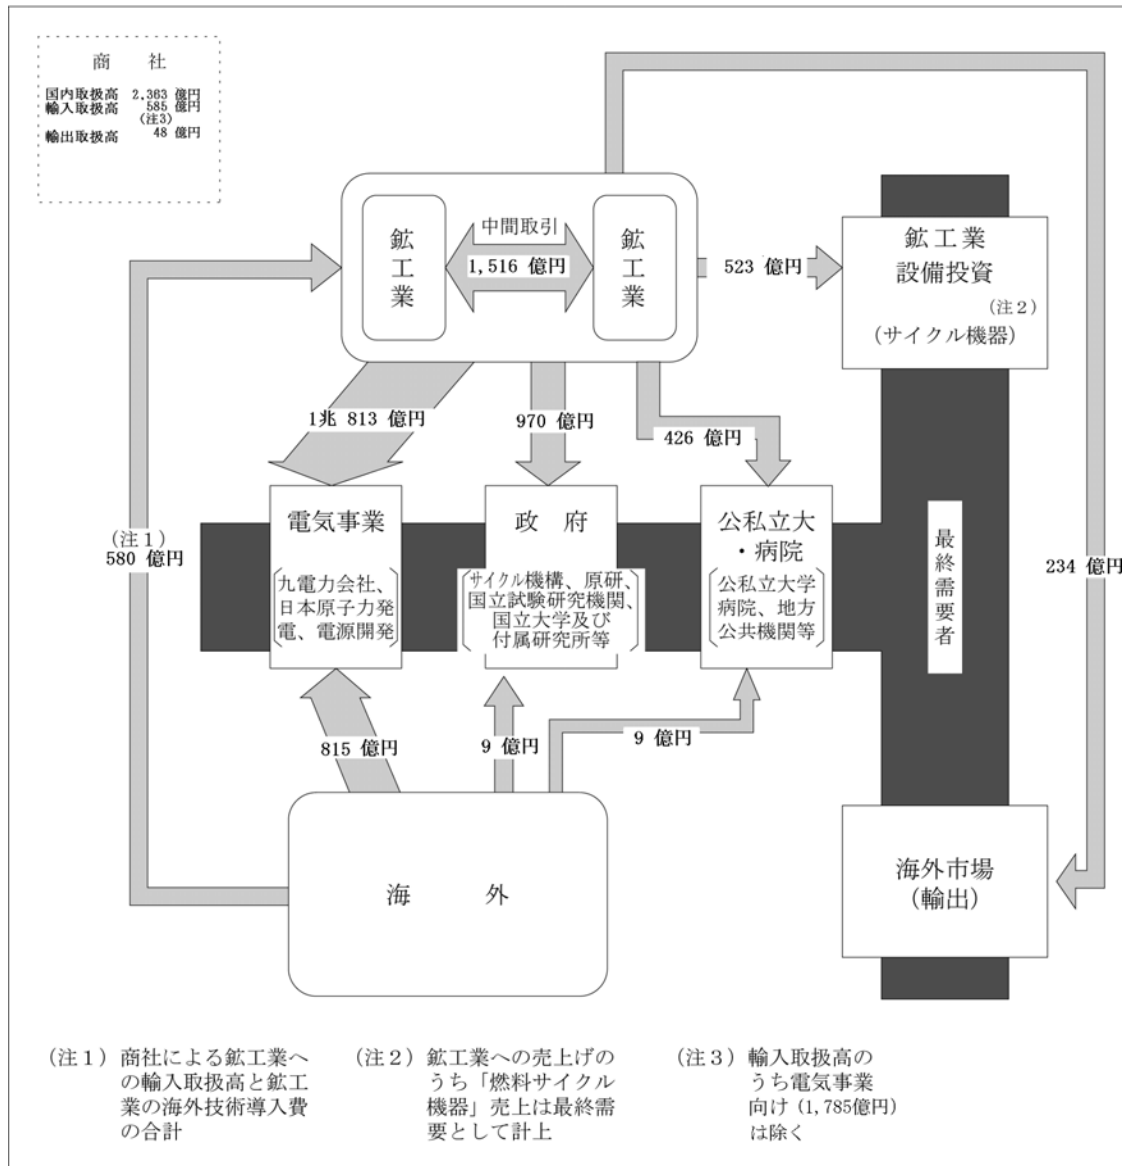 商　社
国内取扱高 2,363 億円
輸入取扱高 585 億円
(注3)
輸出取扱高 48 億円
鉱工業
中間取引
1,516 億円
鉱工業
523 億円
鉱工業
設備投資
(注２)
(サイクル機器)
1兆 813 億円
970 億円
426 億円
(注１)
580 億円
電気事業
九電力会社、
日本原子力発
電、電源開発
政　府
サイクル機構、原研、
国立試験研究機関、
国立大学及び
付属研究所等
公私立大
・病院
公私立大学
病院、地方
公共機関等
最終需要者
234 億円
815 億円
9 億円
9 億円
海　外
海外市場
(輸出)
(注１) 商社による鉱工業へ
の輸入取扱高と鉱工
業の海外技術導入費
の合計
(注２) 鉱工業への売上げの
うち「燃料サイクル
機器」売上は最終需
要として計上
(注３) 輸入取扱高の
うち電気事業
向け (1,785億円)
は除く